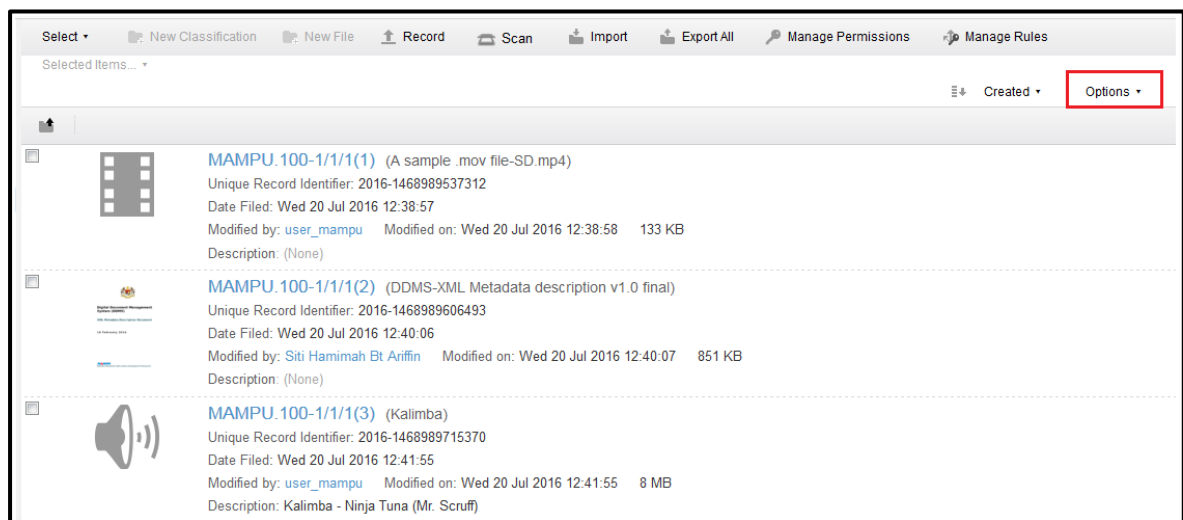 Select New Classification New File Record Scan Import Export All Manage Permissions Manage Rules
Selected Items...
Created Options
MAMPU.100-1/1/1(1) (A sample .mov file-SD.mp4)
Unique Record Identifier: 2016-1468989537312
Date Filed: Wed 20 Jul 2016 12:38:57
Modified by: user_mampu Modified on: Wed 20 Jul 2016 12:38:58 133 KB
Description: (None)
MAMPU.100-1/1/1(2) (DDMS-XML Metadata description v1.0 final)
Unique Record Identifier: 2016-1468989606493
Date Filed: Wed 20 Jul 2016 12:40:06
Modified by: Siti Hamimah Bt Ariffin Modified on: Wed 20 Jul 2016 12:40:07 851 KB
Description: (None)
Digital Document Management
System (DDMS)
MAMPU.100-1/1/1(3) (Kalimba)
Unique Record Identifier: 2016-1468989715370
Date Filed: Wed 20 Jul 2016 12:41:55
Modified by: user_mampu Modified on: Wed 20 Jul 2016 12:41:55 8 MB
Description: Kalimba - Ninja Tuna (Mr. Scruff)